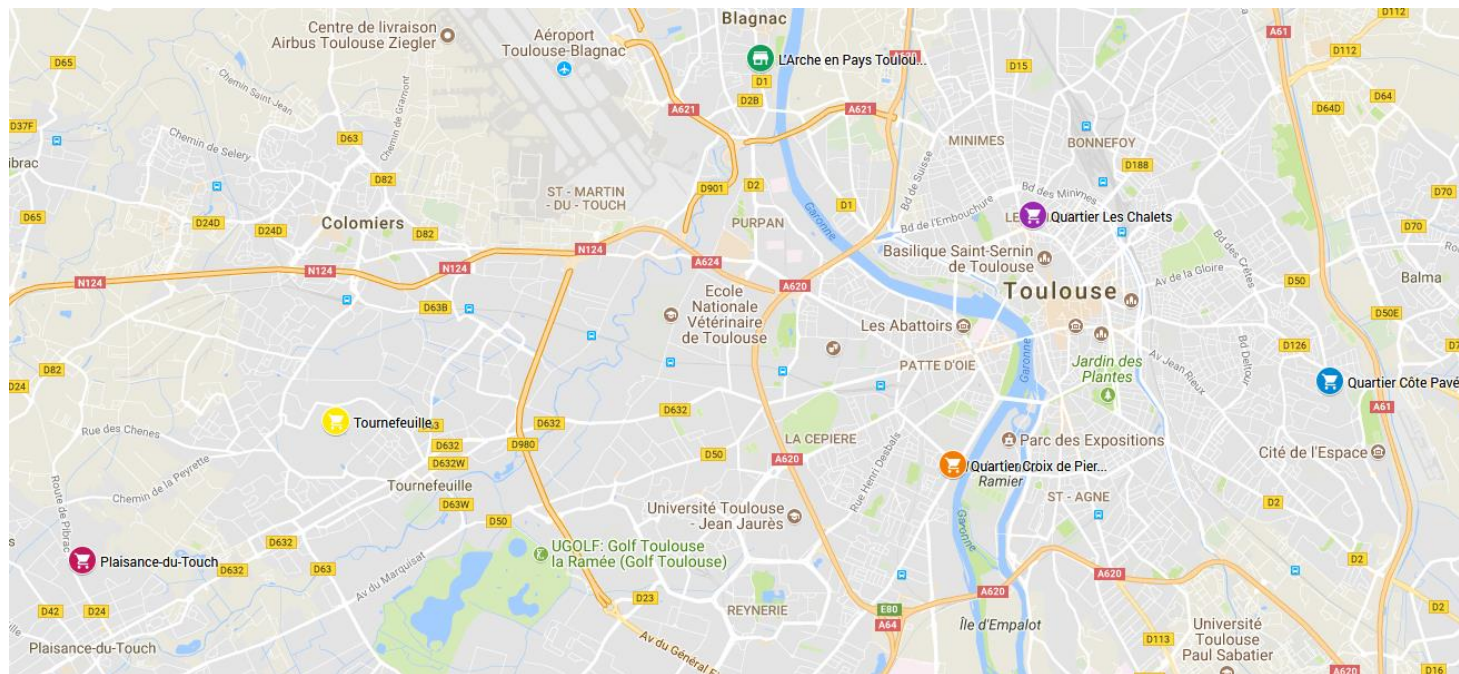 Blagnac
D112
Centre de livraison
Airbus Toulouse Ziegler
Aéroport
Toulouse-Blagnac
A61
D112
A620
D65
L'Arche en Pays Toulou...
D15
D1
D2B
Chemin Saint-Jean
Chemin de Gramont
A621
A621
D64
D64D
D37F
D63
Chemin de Selery
MINIMES
BONNEFOY
D188
Bd de Suisse
D82
ST - MARTIN
- DU - TOUCH
D901
D2
Bd des Minimes
D70
D65
D24D
D24D
Colomiers
D82
PURPAN
D1
Garonne
Bd de l'Embouchure
Quartier Les Chalets
Bd des Crêtes
D70
N124
A624
Basilique Saint-Sernin
de Toulouse
Av de la Gloire
Balma
N124
N124
N124
A620
Toulouse
D50
D63B
Ecole
Nationale
Vétérinaire
de Toulouse
Les Abattoirs
D50E
D126
Garonne
Av Jean Rieux
Bd Deltour
D82
D24
PATTE D'OIE
Jardin des
Plantes
Quartier Côte Pavé
A61
D632
Tournefeuille
D632
Rue des Chenes
LA CEPIERE
Parc des Expositions
D632
D980
D50
A620
Rue Henri Desbals
Cité de l'Espace
D632W
Quartier Croix de Pier...
Ramier
Chemin de la Peyrette
Route de Pibrac
Tournefeuille
D63W
ST - AGNE
D2
D50
Université Toulouse
- Jean Jaurès
Garonne
D632
UGOLF: Golf Toulouse
la Ramée (Golf Toulouse)
Plaisance-du-Touch
D632
D63
Av du Marquisat
A620
A620
D42
D24
D23
REYNERIE
E80
A64
Île d'Empalot
D2
Université
Toulouse
Paul Sabatier
D113
Plaisance-du-Touch
Av du Général
A620
D16